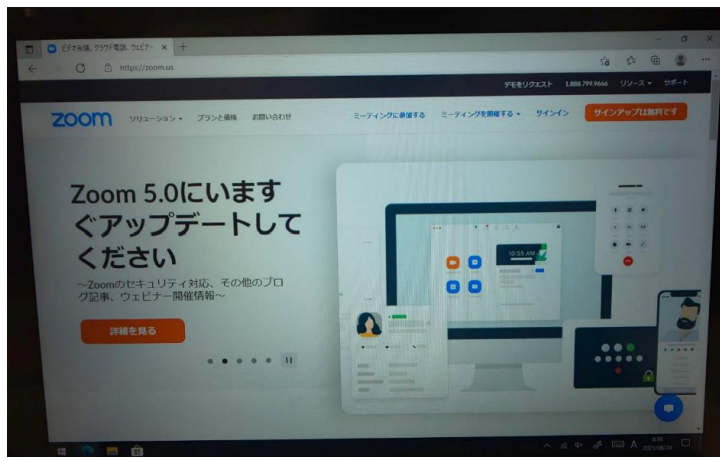 ビデオ会議、クラウド電話、ウェビナー
https://zoom.us
デモをリクエスト 1.888.799.9666 リソース サポート
zoom ソリューション プランと価格 お問い合わせ ミーティングに参加する ミーティングを開催する サインイン サインアップは無料です
Zoom 5.0にいます
ぐアップデートして
ください
~Zoomのセキュリティ対応、その他のブロ
グ記事、ウェビナー開催情報~
詳細を見る
10:55 AM
A
2021/08/24